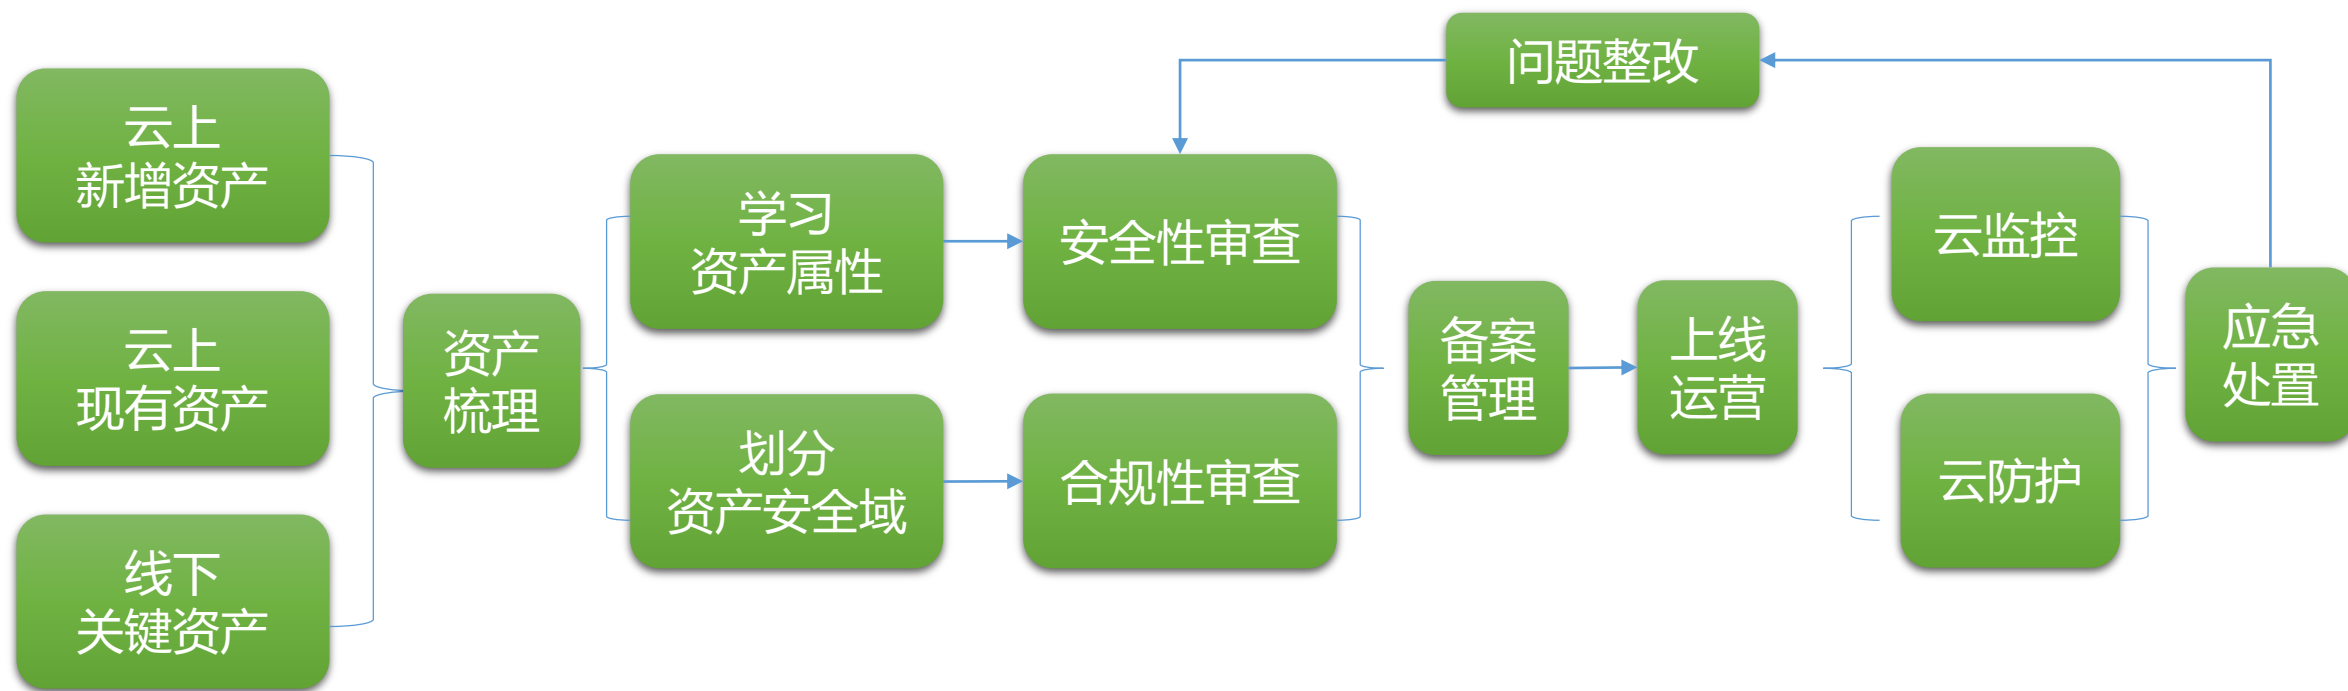 问题整改
云上
新增资产
云上
现有资产
线下
关键资产
资产
梳理
学习
资产属性
划分
资产安全域
安全性审查
合规性审查
备案
管理
上线
运营
云监控
云防护
应急
处置